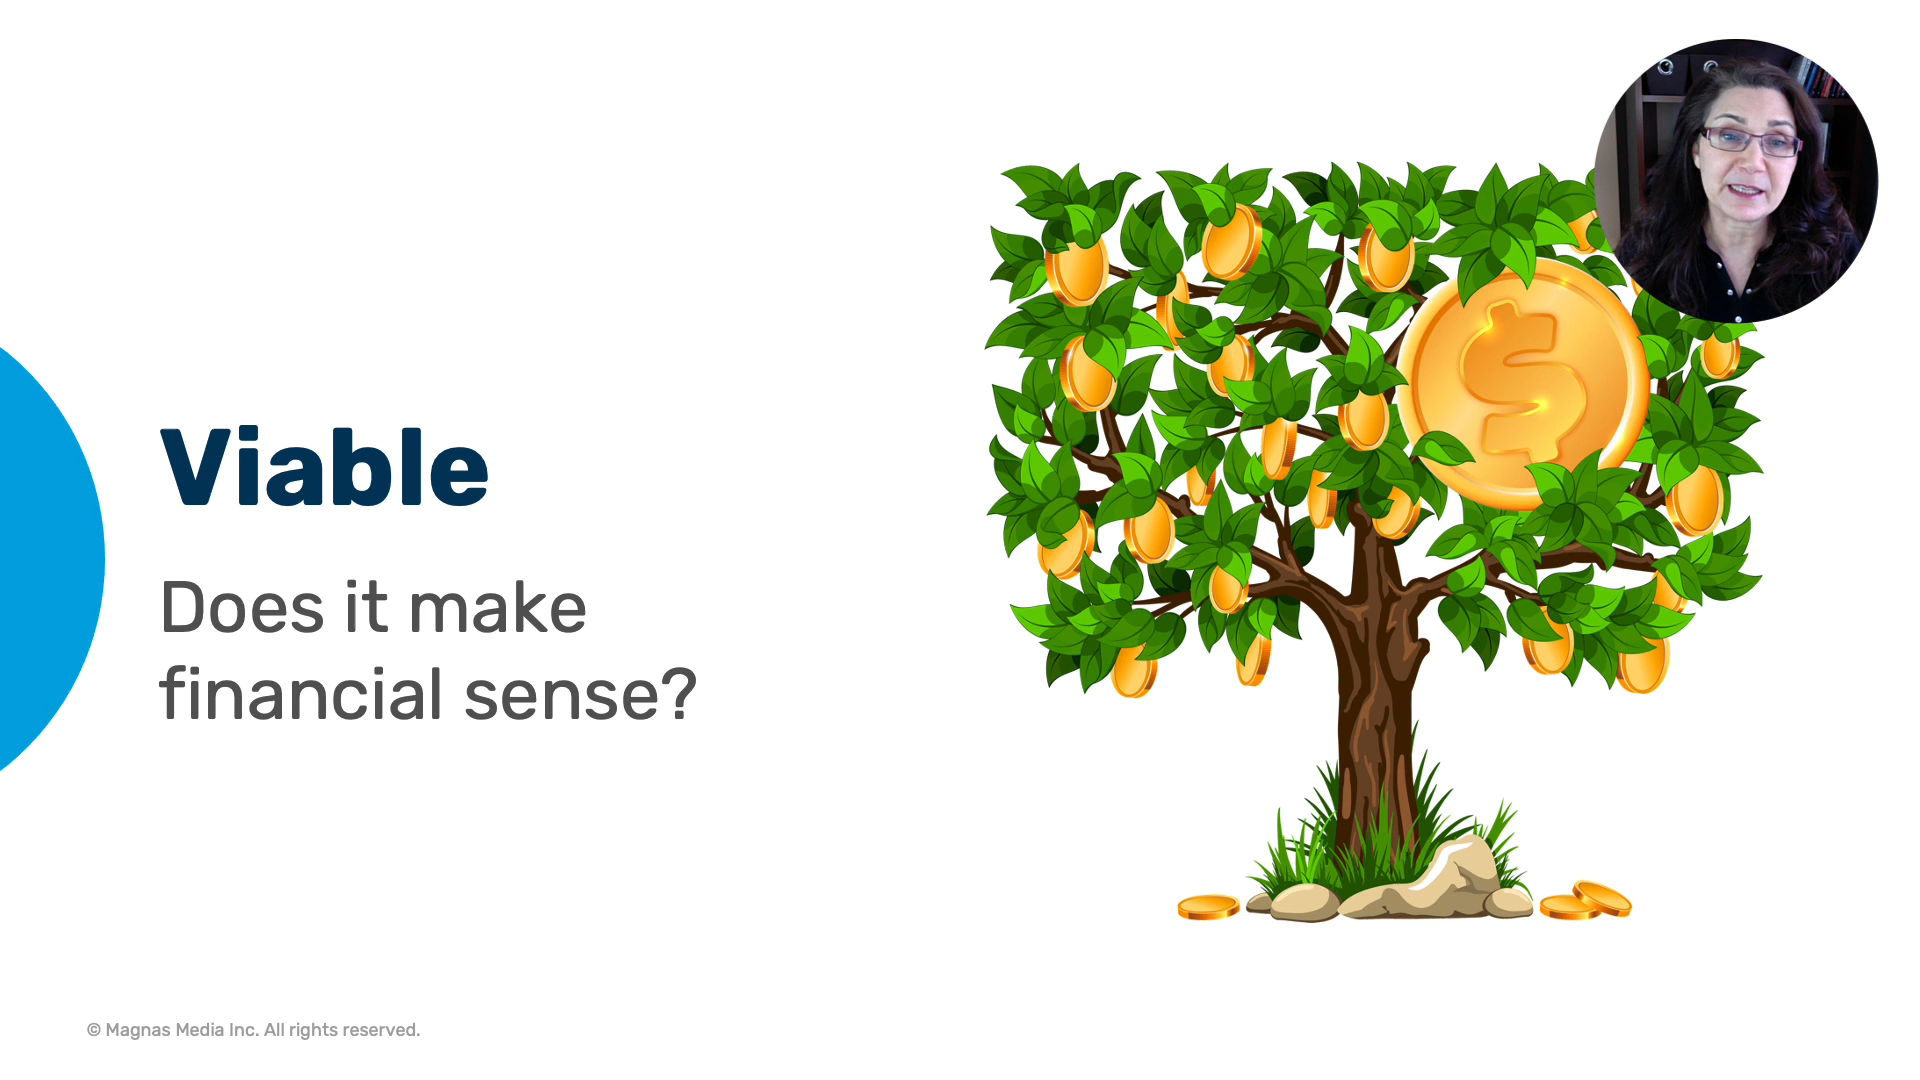 Viable
Does it make
financial sense?
$
© Magnas Media Inc. All rights reserved.